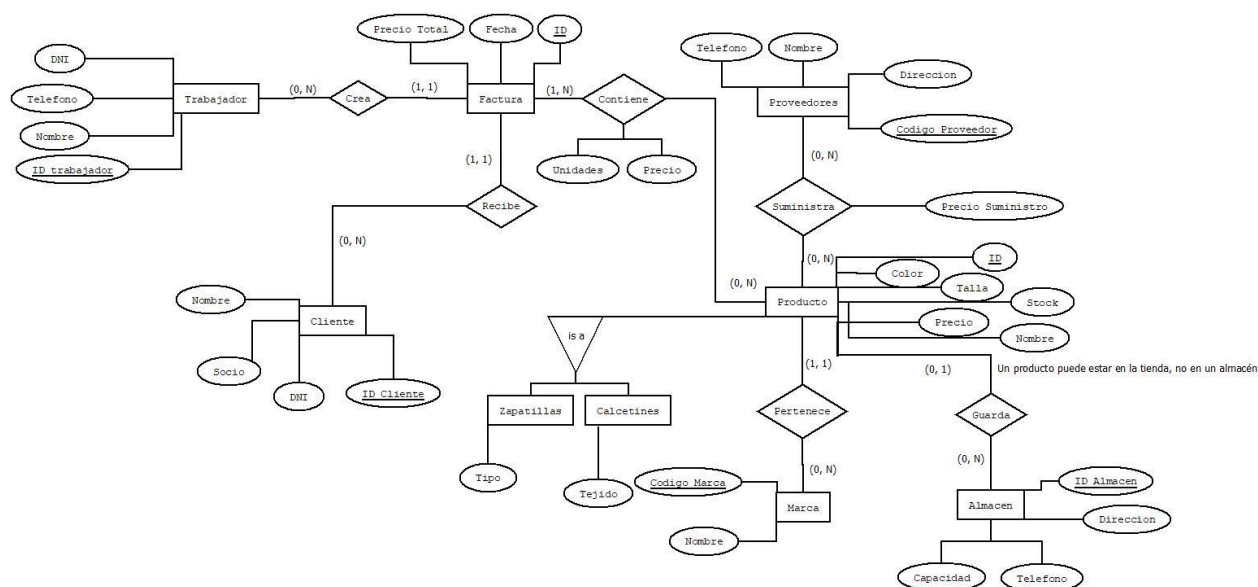 Precio Total
Fecha
ID
Telefono
Nombre
DNI
Direccion
Telefono
Trabajador
(0, N)
Crea
(1, 1)
Factura
(1, N)
Contiene
Proveedores
Nombre
Codigo Proveedor
ID trabajador
(1, 1)
Unidades
Precio
(0, N)
Recibe
Suministra
Precio Suministro
(0, N)
(0, N)
ID
Color
(0, N)
Talla
Nombre
Producto
Stock
Cliente
Precio
is a
Nombre
Socio
(1, 1)
(0, 1)
Un producto puede estar en la tienda, no en un almacén
DNI
ID Cliente
Zapatillas
Calcetines
Pertenece
Guarda
(0, N)
(0, N)
Tipo
Tejido
Codigo Marca
ID Almacen
Marca
Almacen
Direccion
Nombre
Capacidad
Telefono